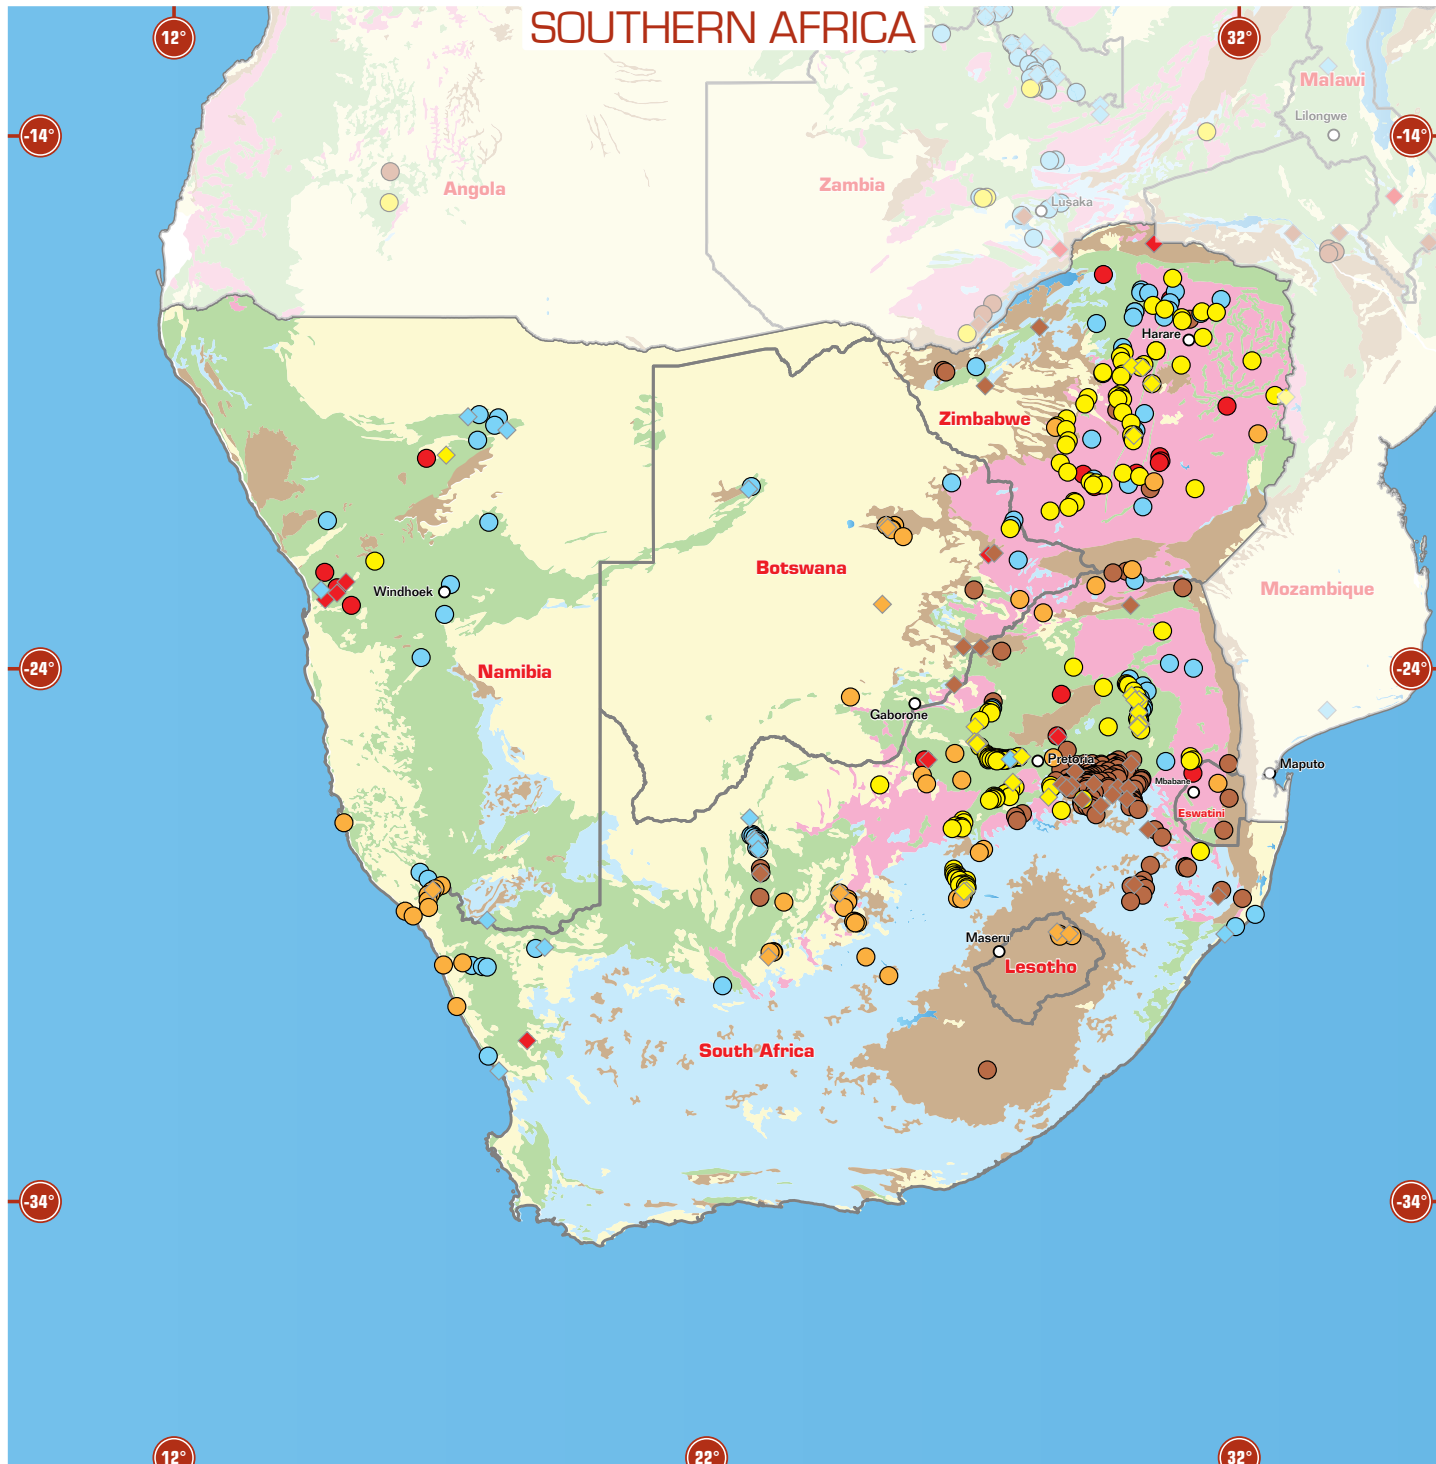 SOUTHERN AFRICA
12°
32°
Malawi
Lilongwe
-14°
-14°
Angola
Zambia
Lusaka
Harare
Zimbabwe
Botswana
Windhoek
Mozambique
Namibia
-24°
-24°
Gaborone
Pretoria
Maputo
Mbabane
Eswatini
Maseru
Lesotho
South Africa
-34°
-34°
12°
22°
32°